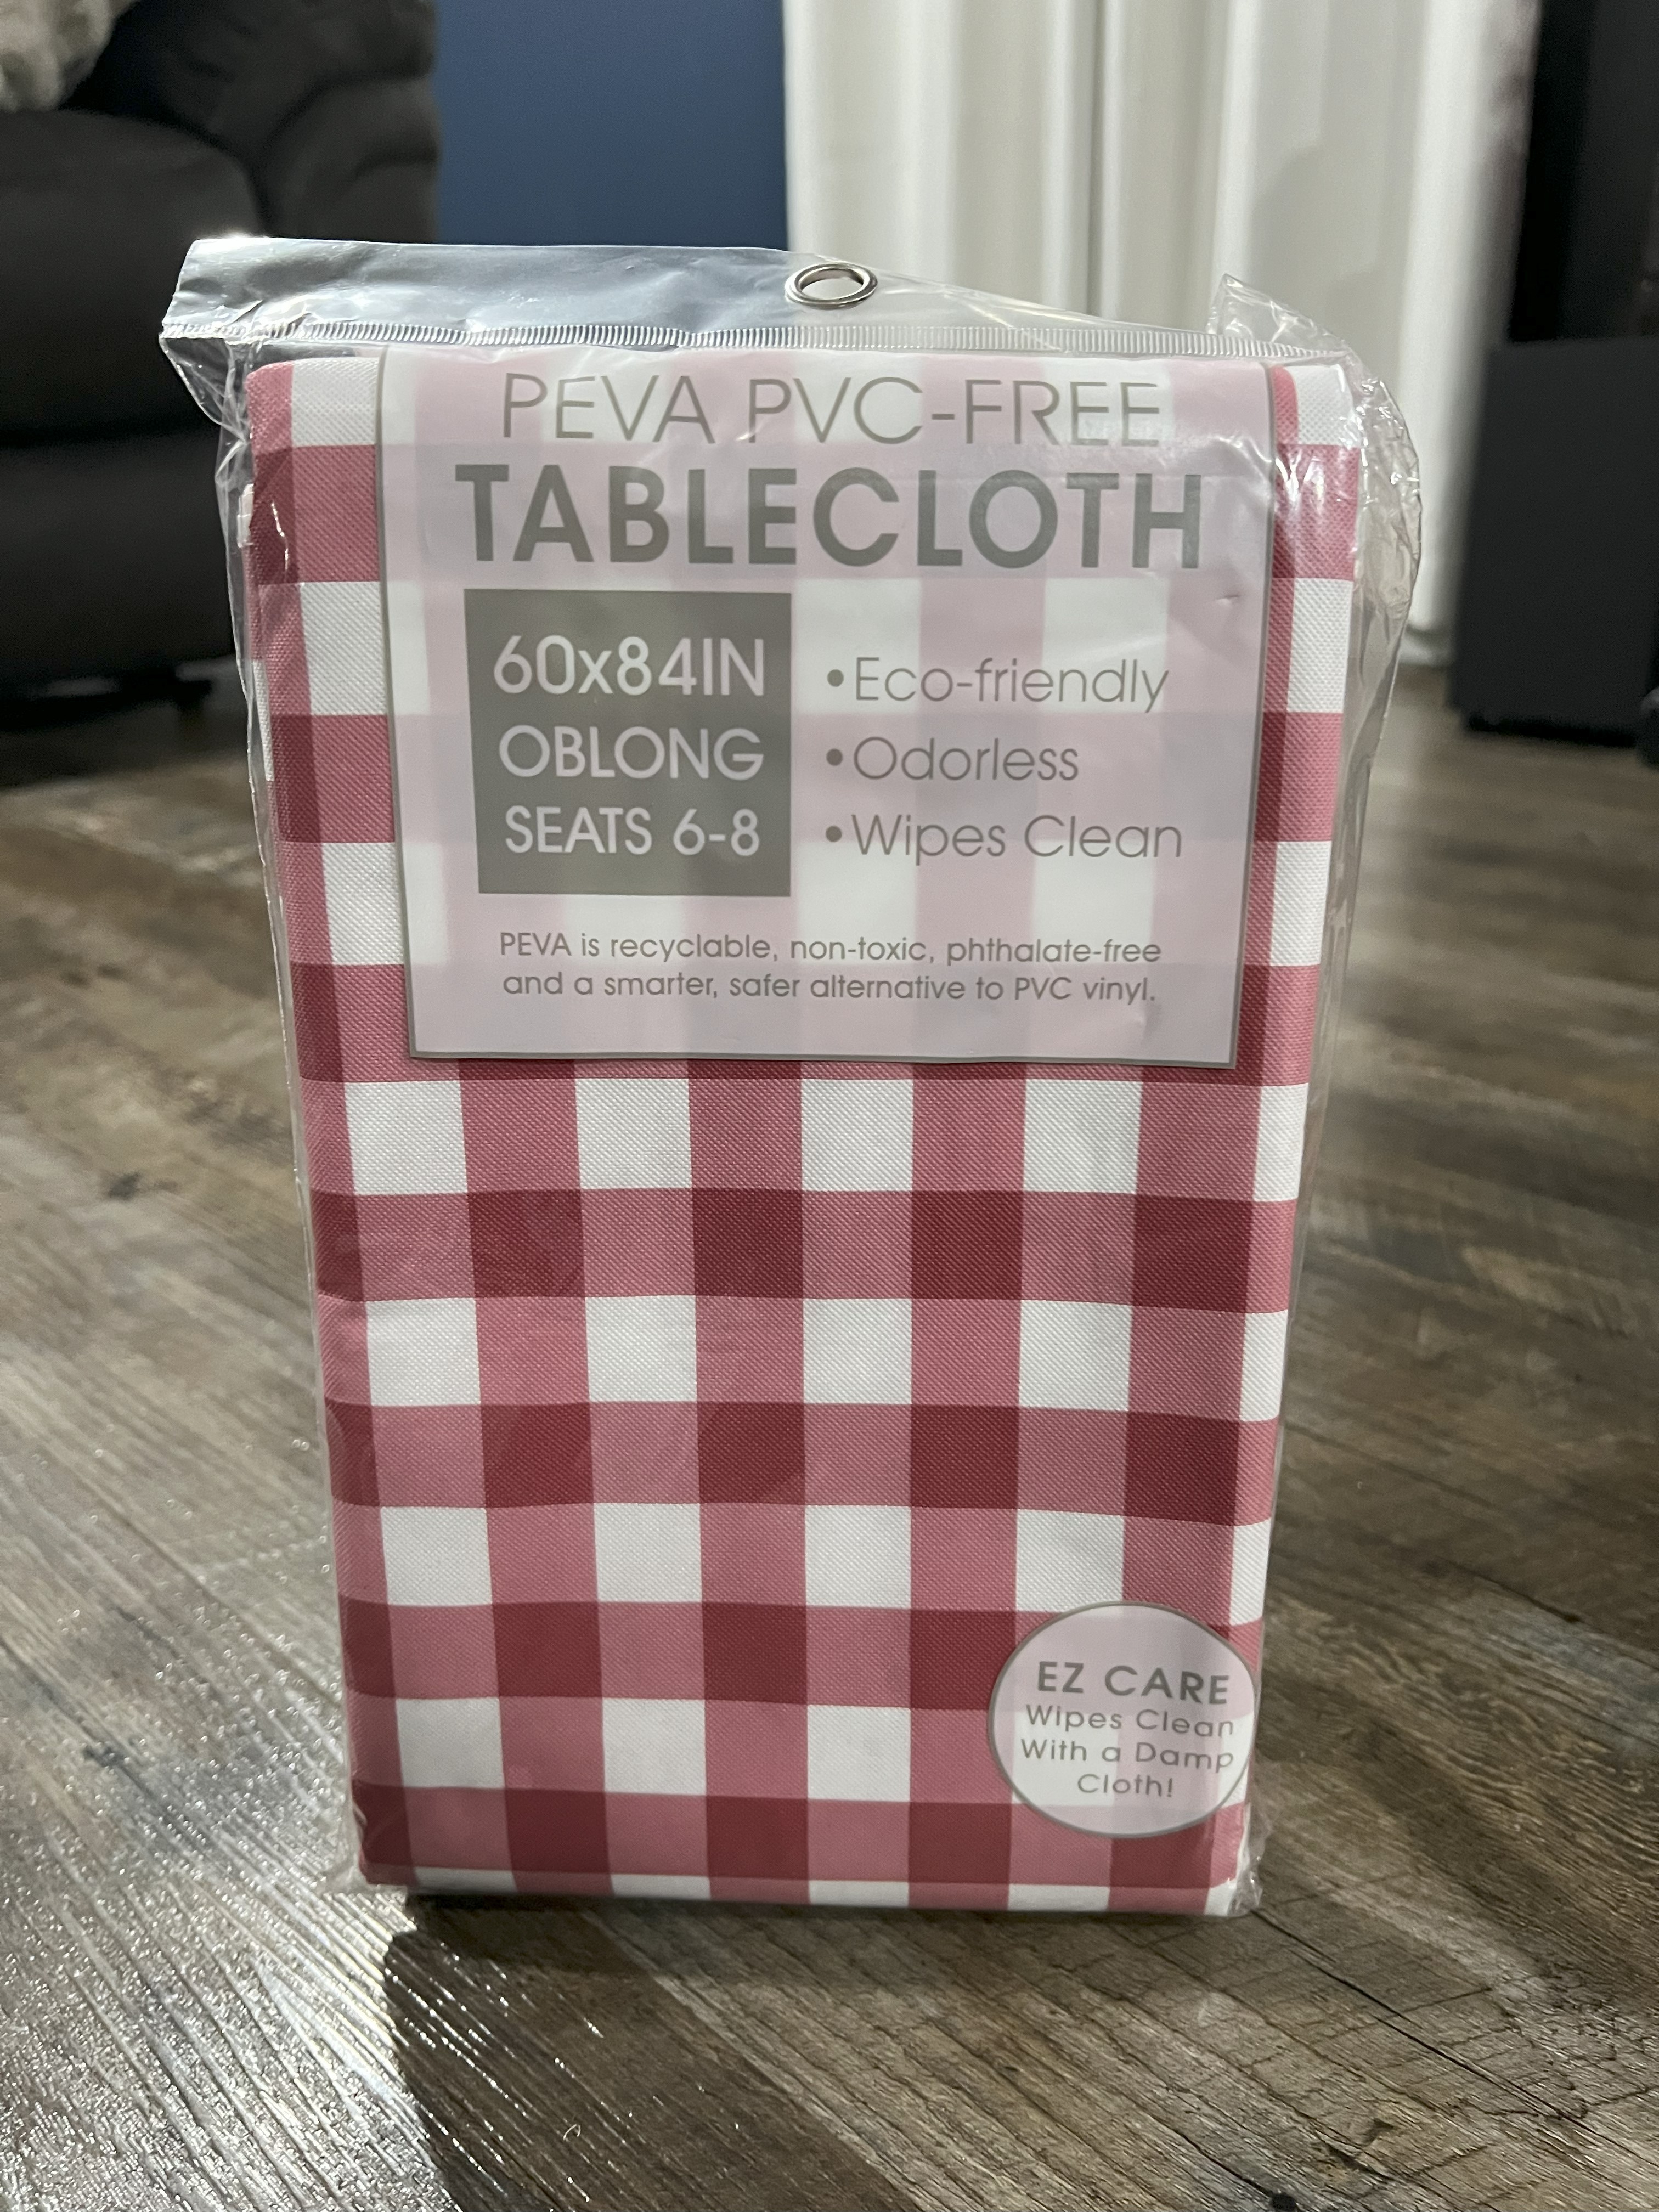 PEVA PVC-FREE
TABLECLOTH
60x84IN
OBLONG
SEATS 6-8
•Eco-friendly
•Odorless
•Wipes Clean
PEVA is recyclable, non-toxic, phthalate-free
and a smarter, safer alternative to PVC vinyl.
EZ CARE
Wipes Clean
With a Damp
Cloth!